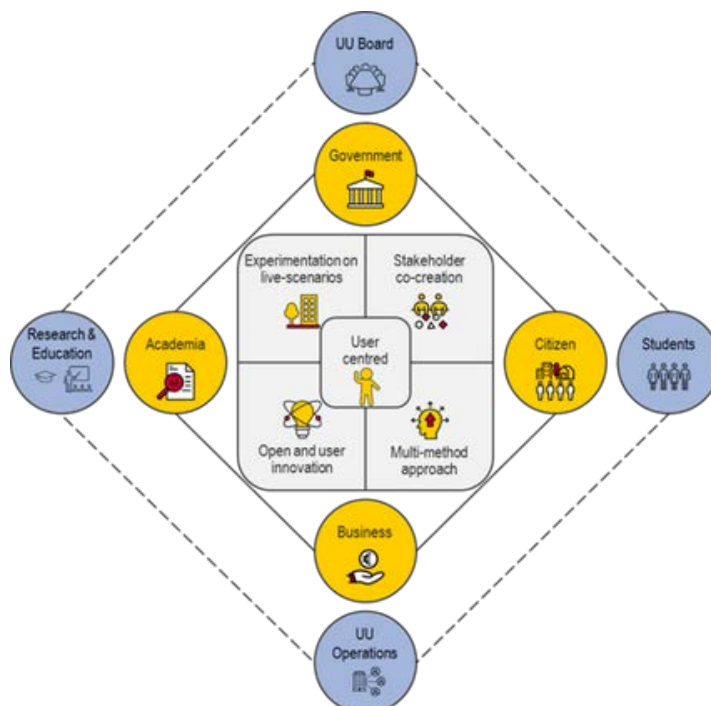 UU Board
Government
Experimentation on
live-scenarios
Stakeholder
co-creation
Research &
Education
Academia
User
centred
Citizen
Students
Open and user
innovation
Multi-method
approach
Business
UU
Operations